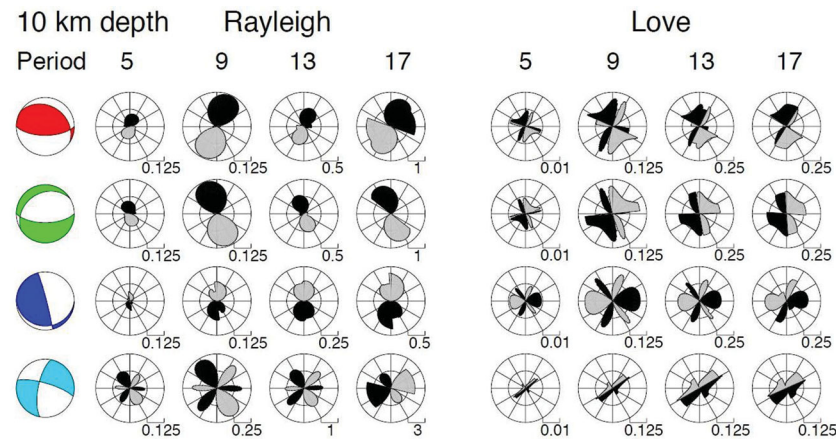 10 km depth Rayleigh Love
Period 5 9 13 17 5 9 13 17
0.125 0.125 0.5 1 0.01 0.125 0.25 0.25
0.125 0.125 0.5 1 0.01 0.125 0.25 0.25
0.125 0.125 0.25 0.5 0.01 0.125 0.25 0.25
0.125 0.25 1 3 0.01 0.125 0.125 0.125